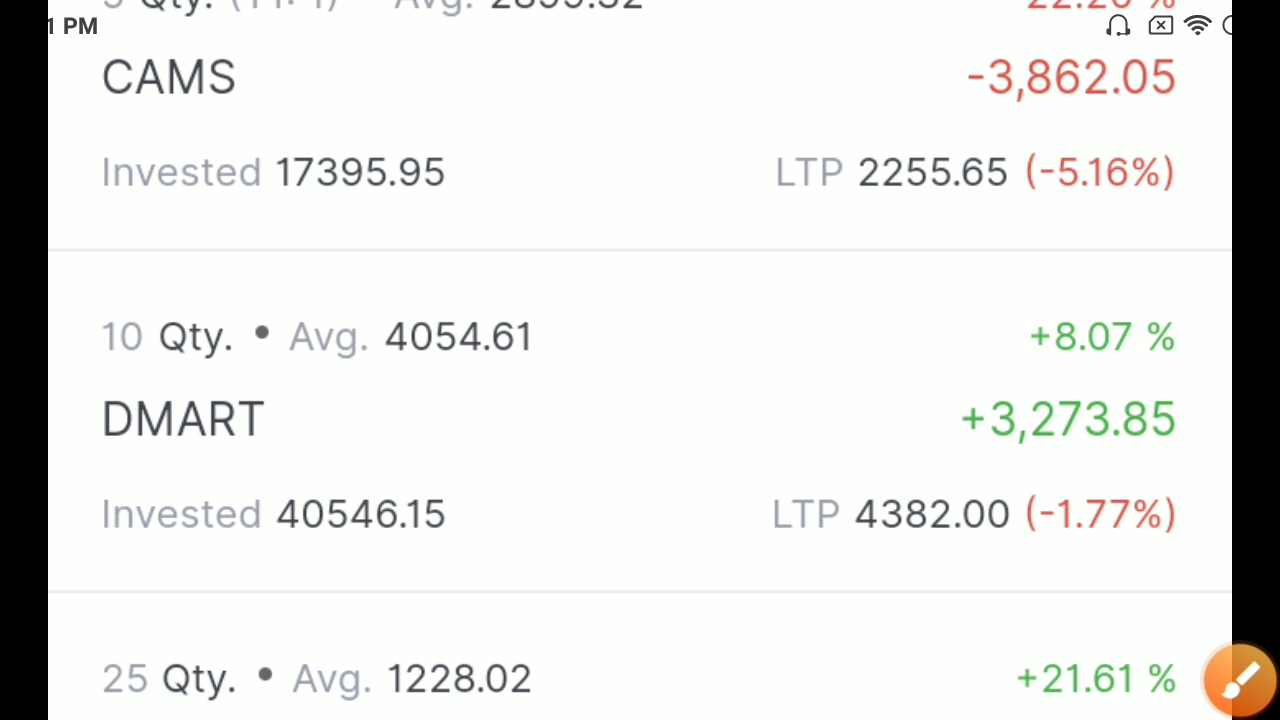 1 PM
CAMS -3,862.05
Invested 17395.95 LTP 2255.65 (-5.16%)
10 Qty. • Avg. 4054.61 +8.07 %
DMART +3,273.85
Invested 40546.15 LTP 4382.00 (-1.77%)
25 Qty. • Avg. 1228.02 +21.61 %